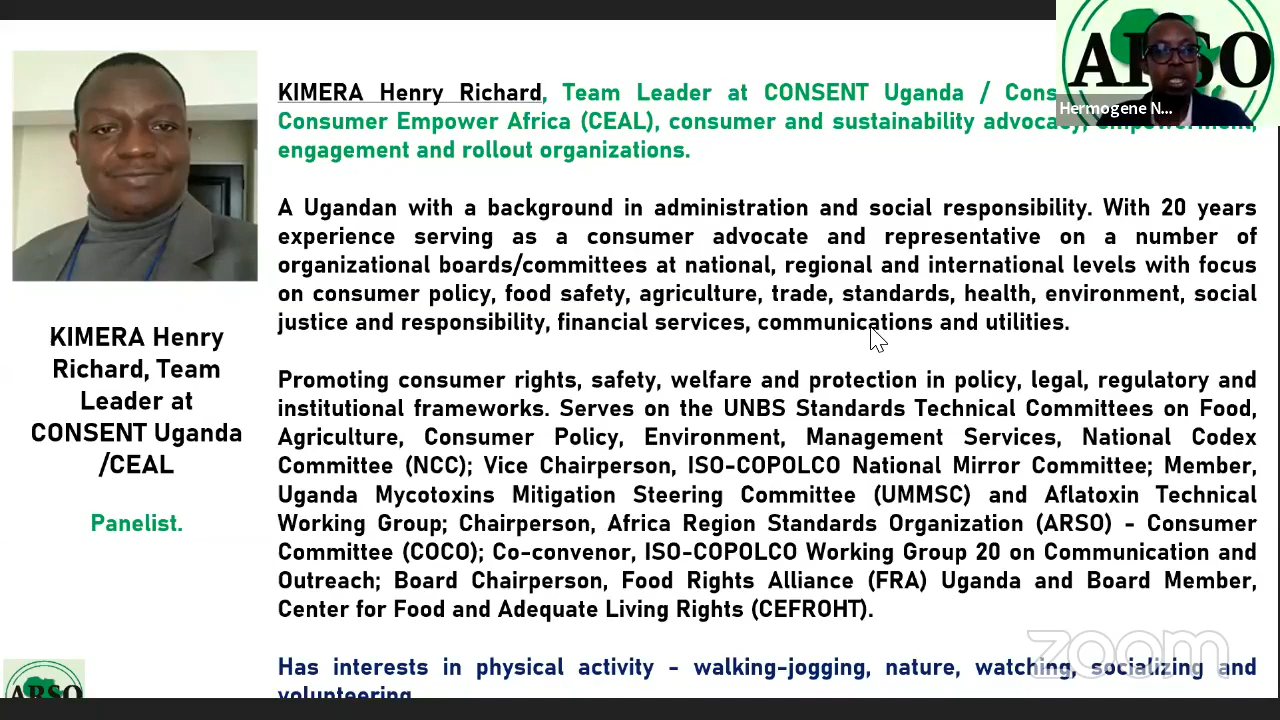 ARSO
Hermogene N...
KIMERA Henry Richard, Team Leader at CONSENT Uganda / Cons
Consumer Empower Africa (CEAL), consumer and sustainability advocacy, empowerment,
engagement and rollout organizations.
A Ugandan with a background in administration and social responsibility. With 20 years
experience serving as a consumer advocate and representative on a number of
organizational boards/committees at national, regional and international levels with focus
on consumer policy, food safety, agriculture, trade, standards, health, environment, social
justice and responsibility, financial services, communications and utilities.
Promoting consumer rights, safety, welfare and protection in policy, legal, regulatory and
institutional frameworks. Serves on the UNBS Standards Technical Committees on Food,
Agriculture, Consumer Policy, Environment, Management Services, National Codex
Committee (NCC); Vice Chairperson, ISO-COPOLCO National Mirror Committee; Member,
Uganda Mycotoxins Mitigation Steering Committee (UMMSC) and Aflatoxin Technical
Working Group; Chairperson, Africa Region Standards Organization (ARSO) - Consumer
Committee (COCO); Co-convenor, ISO-COPOLCO Working Group 20 on Communication and
Outreach; Board Chairperson, Food Rights Alliance (FRA) Uganda and Board Member,
Center for Food and Adequate Living Rights (CEFROHT).
Has interests in physical activity - walking-jogging, nature, watching, socializing and
volunteering
KIMERA Henry
Richard, Team
Leader at
CONSENT Uganda
/CEAL
Panelist.
ARSO
zoom